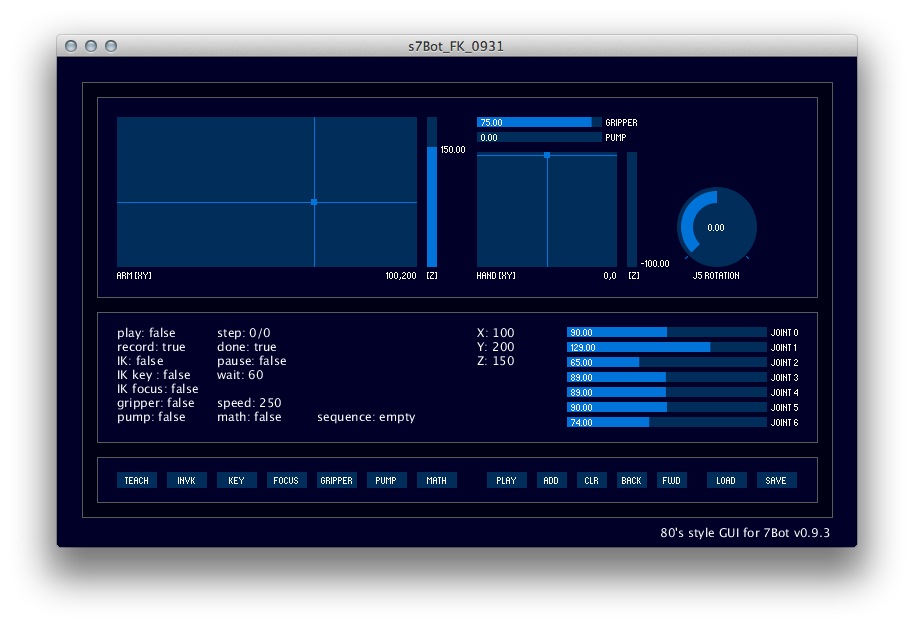 s7Bot_FK_0931
75.00 GRIPPER
0.00 PUMP
150.00
0.00
-100.00
ARM [XY] 100,200 [Z] HAND [XY] 0,0 [Z] J5 ROTATION
play: false step: 0/0 X: 100 90.00 JOINT 0
record: true done: true Y: 200 129.00 JOINT 1
IK: false pause: false Z: 150 65.00 JOINT 2
IK key : false wait: 60 89.00 JOINT 3
IK focus: false 89.00 JOINT 4
gripper: false speed: 250 90.00 JOINT 5
pump: false math: false sequence: empty 74.00 JOINT 6
TEACH INVK KEY FOCUS GRIPPER PUMP MATH PLAY ADD CLR BACK FWD LOAD SAVE
80's style GUI for 7Bot v0.9.3